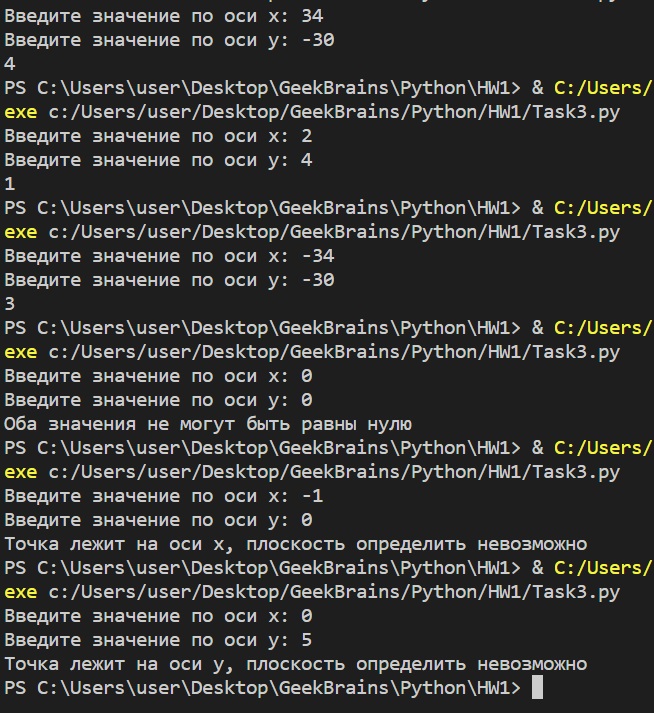 Введите значение по оси x: 34
Введите значение по оси y: -30
4
PS C:\Users\user\Desktop\GeekBrains\Python\HW1> & C:/Users/
exe c:/Users/user/Desktop/GeekBrains/Python/HW1/Task3.py
Введите значение по оси x: 2
Введите значение по оси y: 4
1
PS C:\Users\user\Desktop\GeekBrains\Python\HW1> & C:/Users/
exe c:/Users/user/Desktop/GeekBrains/Python/HW1/Task3.py
Введите значение по оси x: -34
Введите значение по оси y: -30
3
PS C:\Users\user\Desktop\GeekBrains\Python\HW1> & C:/Users/
exe c:/Users/user/Desktop/GeekBrains/Python/HW1/Task3.py
Введите значение по оси x: 0
Введите значение по оси y: 0
Оба значения не могут быть равны нулю
PS C:\Users\user\Desktop\GeekBrains\Python\HW1> & C:/Users/
exe c:/Users/user/Desktop/GeekBrains/Python/HW1/Task3.py
Введите значение по оси x: -1
Введите значение по оси y: 0
Точка лежит на оси x, плоскость определить невозможно
PS C:\Users\user\Desktop\GeekBrains\Python\HW1> & C:/Users/
exe c:/Users/user/Desktop/GeekBrains/Python/HW1/Task3.py
Введите значение по оси x: 0
Введите значение по оси y: 5
Точка лежит на оси y, плоскость определить невозможно
PS C:\Users\user\Desktop\GeekBrains\Python\HW1>